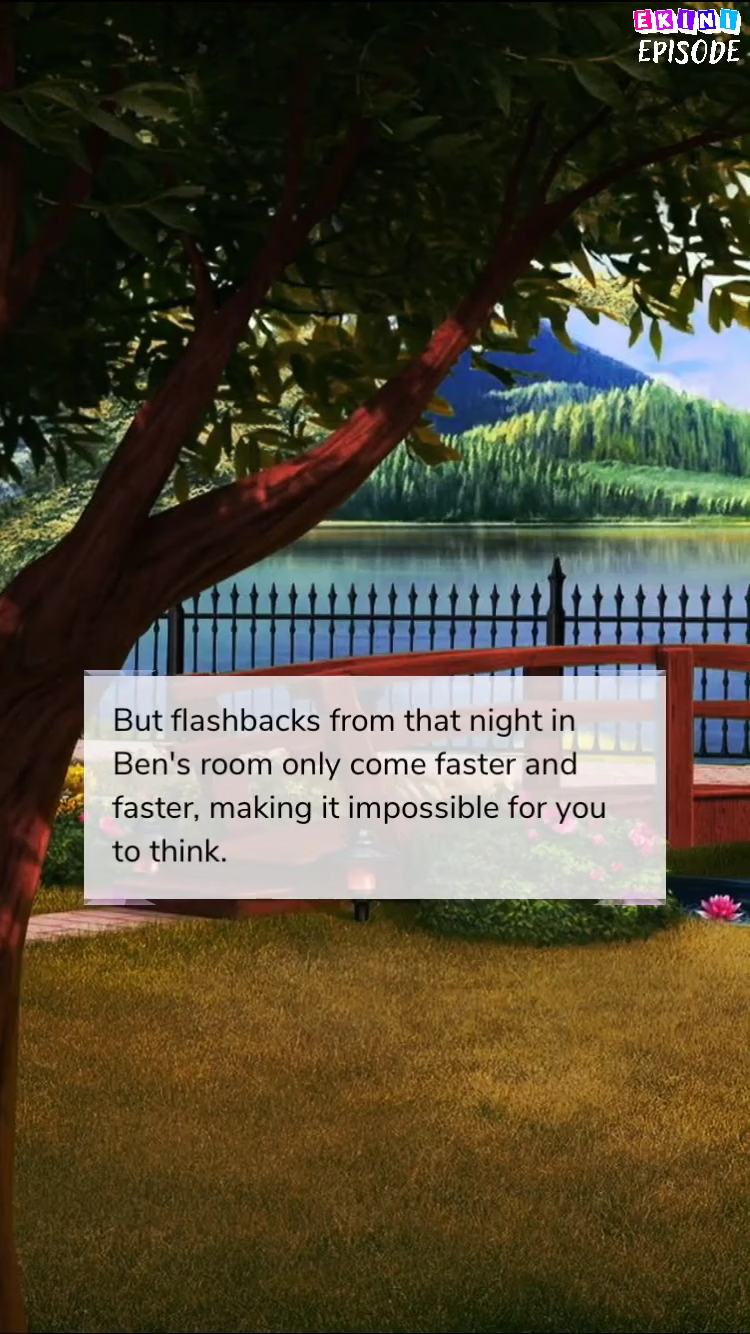 EKINI
EPISODE
But flashbacks from that night in
Ben's room only come faster and
faster, making it impossible for you
to think.